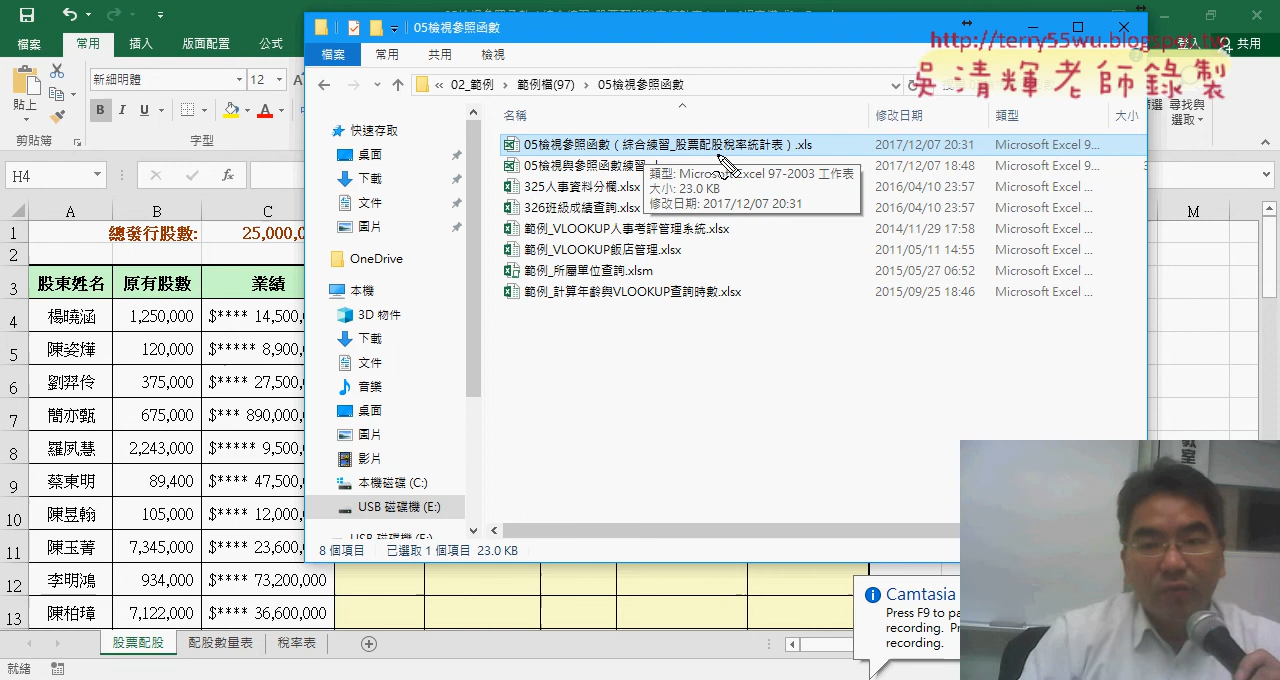 05檢視參照函數
http://terry55wu.blogspot.tw
吳清輝老師錄製
檔案
常用
插入
版面配置
公式
登入
共用
檔案
常用
共用
檢視
新細明體
12
貼上
B I U
剪貼簿
字型
尋找與
選取
02_範例
範例檔(97)
05檢視參照函數
名稱
修改日期
類型
大小
快速存取
桌面
下載
文件
圖片
OneDrive
本機
3D 物件
下載
文件
音樂
桌面
圖片
影片
本機磁碟 (C:)
USB 磁碟機 (E:)
05檢視參照函數（綜合練習_股票配股稅率統計表）.xls 2017/12/07 20:31 Microsoft Excel 9...
05檢視與參照函數練習 2017/12/07 18:48 Microsoft Excel 9...
325人事資料分欄.xlsx 2016/04/10 23:57 Microsoft Excel ...
326班級成績查詢.xlsx 2016/04/10 23:57 Microsoft Excel ...
範例_VLOOKUP人事考評管理系統.xlsx 2014/11/29 17:58 Microsoft Excel ...
範例_VLOOKUP飯店管理.xlsx 2011/05/11 14:55 Microsoft Excel ...
範例_所屬單位查詢.xlsm 2015/05/27 06:52 Microsoft Excel ...
範例_計算年齡與VLOOKUP查詢時數.xlsx 2015/09/25 18:46 Microsoft Excel ...
類型: Microsoft Excel 97-2003 工作表
大小: 23.0 KB
修改日期: 2017/12/07 20:31
8 個項目 已選取 1 個項目 23.0 KB
H4
fx
A B C M
1 總發行股數: 25,000,0
2
3 股東姓名 原有股數 業績
4 楊曉涵 1,250,000 $**** 14,500,
5 陳姿燁 120,000 $***** 8,900,
6 劉羿伶 375,000 $**** 27,500,
7 簡亦甄 675,000 $*** 890,000,
8 羅夙慧 2,243,000 $***** 9,500,
9 蔡東明 89,400 $**** 47,500,
10 陳昱翰 105,000 $**** 12,000,
11 陳玉菁 7,345,000 $**** 23,600,
12 李明鴻 934,000 $**** 73,200,000
13 陳柏璋 7,122,000 $**** 36,600,000
股票配股
配股數量表
稅率表
就緒
Camtasia
Press F9 to pa
recording. Pr
recording.
教室